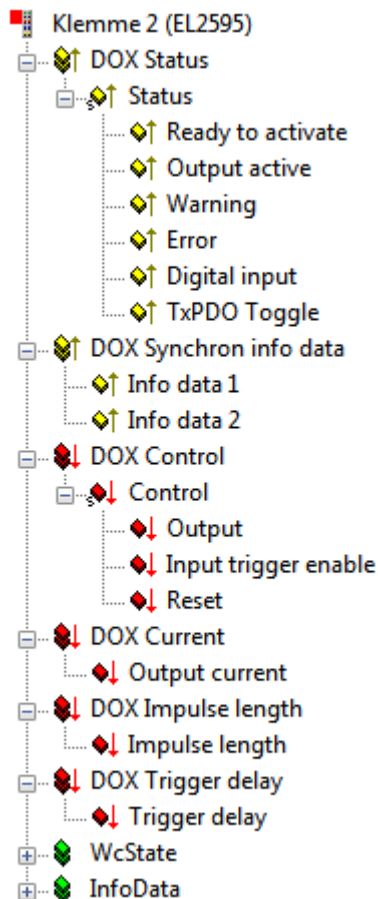 Klemme 2 (EL2595)
DOX Status
Status
Ready to activate
Output active
Warning
Error
Digital input
TxPDO Toggle
DOX Synchron info data
Info data 1
Info data 2
DOX Control
Control
Output
Input trigger enable
Reset
DOX Current
Output current
DOX Impulse length
Impulse length
DOX Trigger delay
Trigger delay
WcState
InfoData